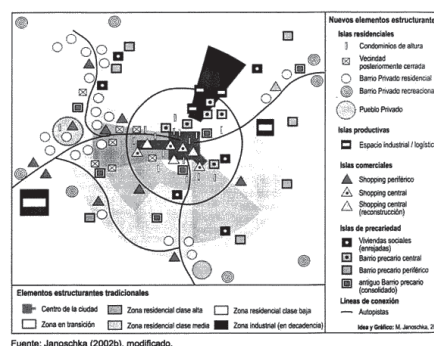 Nuevos elementos estructurante
Islas residenciales
Condominios de altura
Vecindad
posteriormente cerrada
Barrio Privado residencial
Barrio Privado recreaciona
Pueblo Privado
Islas productivas
Espacio industrial / logístic
Islas comerciales
Shopping periférico
Shopping central
Shopping central
(reconstrucción)
Islas de precariedad
Viviendas sociales
(enrejadas)
Barrio precario central
Barrio precario periférico
antiguo Barrio precario
(consolidado)
Líneas de conexión
Autopistas
Idea y Gráfico: M. Janoschka, 2
Elementos estructurantes tradicionales
Centro de la ciudad
Zona residencial clase alta
Zona residencial clase baja
Zona en transición
Zona residencial clase media
Zona industrial (en decadencia)
Fuente: Janoschka (2002b), modificado.